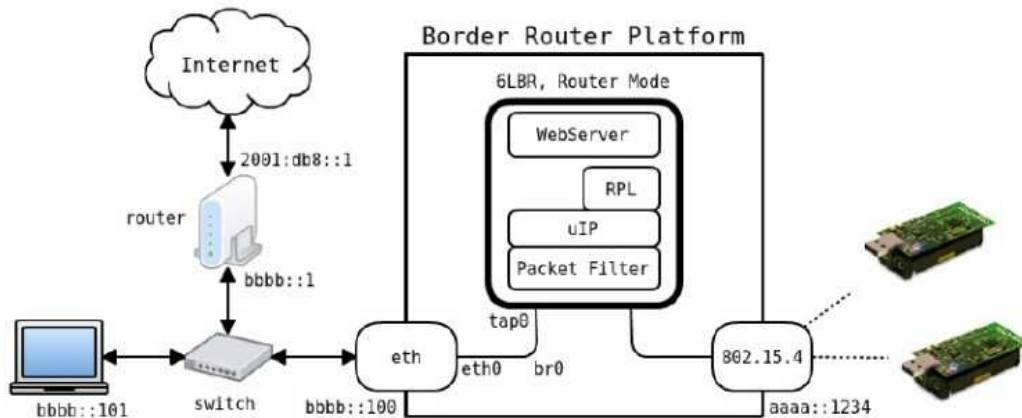 Border Router Platform
Internet
6LBR, Router Mode
WebServer
2001:db8::1
RPL
router
uIP
Packet Filter
bbbb::1
tap0
eth
eth0
br0
802.15.4
bbbb::101
switch
bbbb::100
aaaa::1234